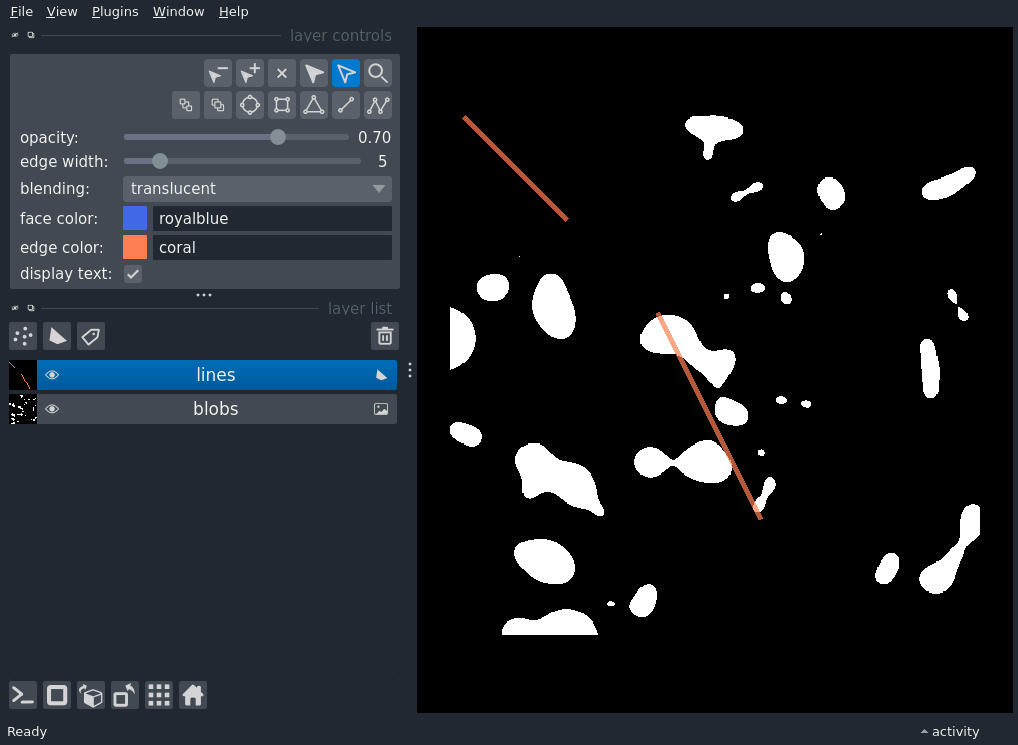 File View Plugins Window Help
layer controls
opacity: 0.70
edge width: 5
blending: translucent
face color: royalblue
edge color: coral
display text:
layer list
lines
blobs
Ready
activity